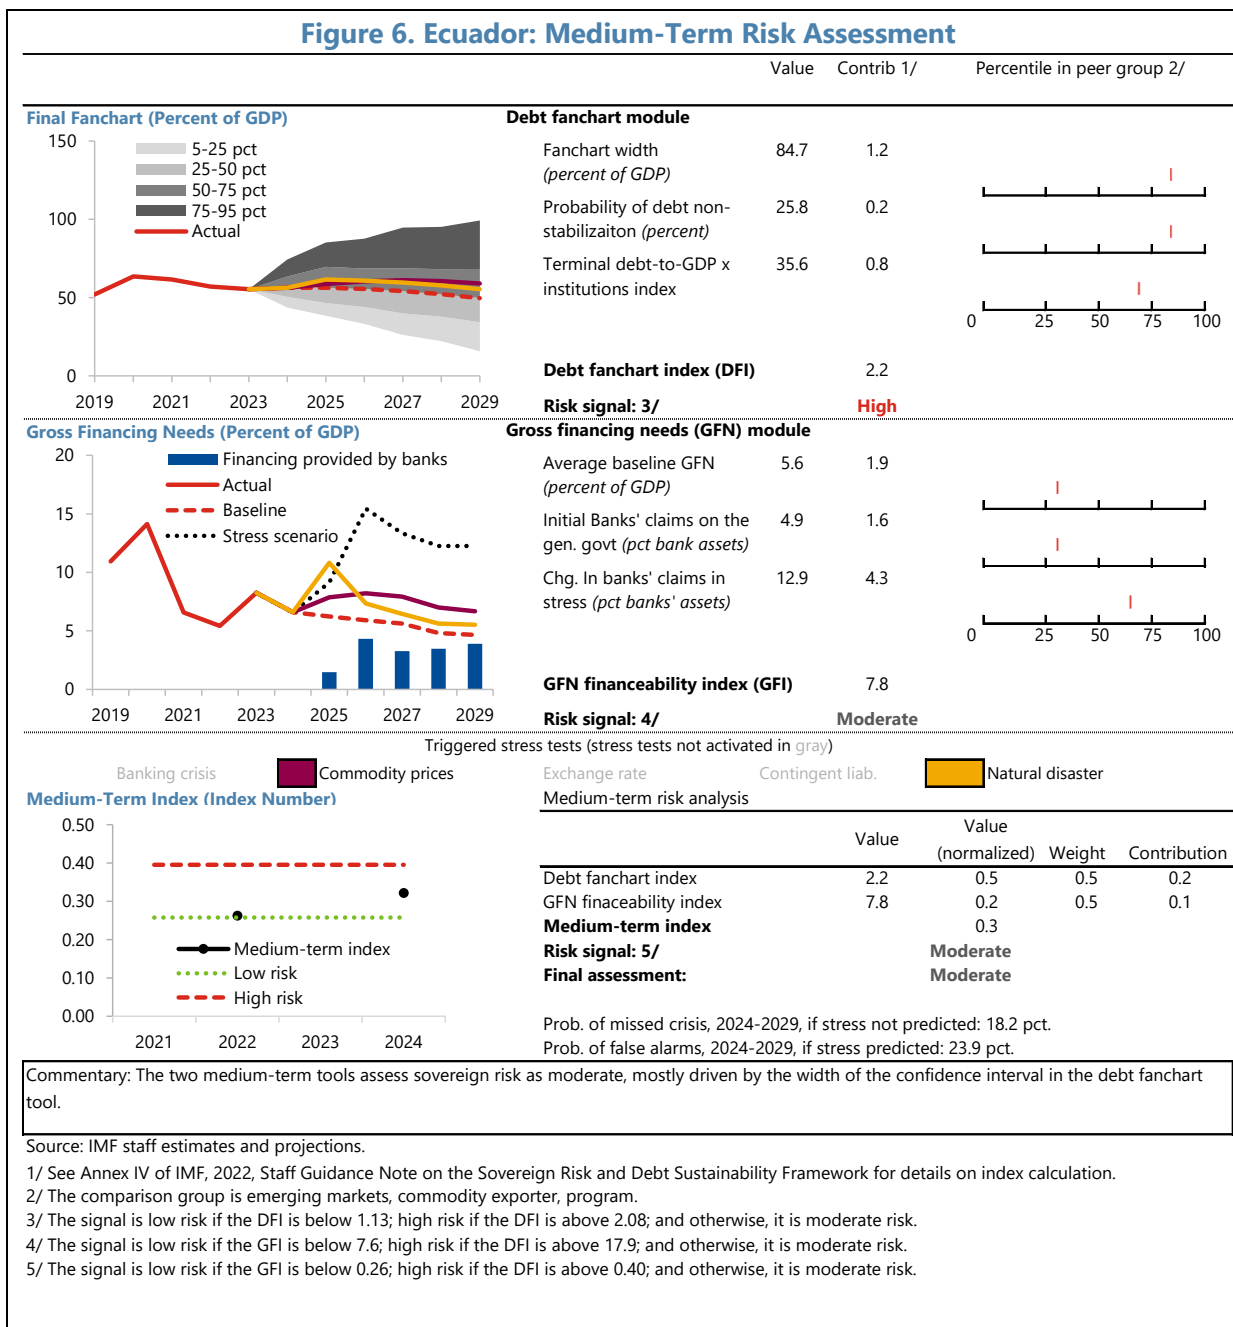 Figure 6. Ecuador: Medium-Term Risk Assessment
Value Contrib 1/ Percentile in peer group 2/
Final Fanchart (Percent of GDP)
150
100
50
0
5-25 pct
25-50 pct
50-75 pct
75-95 pct
Actual
2019 2021 2023 2025 2027 2029
Debt fanchart module
Fanchart width 84.7 1.2
(percent of GDP)
Probability of debt non- 25.8 0.2
stabilizaiton (percent)
Terminal debt-to-GDP x 35.6 0.8
institutions index
0 25 50 75 100
Debt fanchart index (DFI) 2.2
Risk signal: 3/ High
Gross Financing Needs (Percent of GDP)
20
15
10
5
0
Financing provided by banks
Actual
Baseline
Stress scenario
2019 2021 2023 2025 2027 2029
Gross financing needs (GFN) module
Average baseline GFN 5.6 1.9
(percent of GDP)
Initial Banks' claims on the 4.9 1.6
gen. govt (pct bank assets)
Chg. In banks' claims in 12.9 4.3
stress (pct banks' assets)
0 25 50 75 100
GFN financeability index (GFI) 7.8
Risk signal: 4/ Moderate
Triggered stress tests (stress tests not activated in gray)
Banking crisis Commodity prices Exchange rate Contingent liab. Natural disaster
Medium-Term Index (Index Number)
0.50
0.40
0.30
0.20
0.10
0.00
Medium-term index
Low risk
High risk
2021 2022 2023 2024
Medium-term risk analysis
Value Value (normalized) Weight Contribution
Debt fanchart index 2.2 0.5 0.5 0.2
GFN finaceability index 7.8 0.2 0.5 0.1
Medium-term index 0.3
Risk signal: 5/ Moderate
Final assessment: Moderate
Prob. of missed crisis, 2024-2029, if stress not predicted: 18.2 pct.
Prob. of false alarms, 2024-2029, if stress predicted: 23.9 pct.
Commentary: The two medium-term tools assess sovereign risk as moderate, mostly driven by the width of the confidence interval in the debt fanchart
tool.
Source: IMF staff estimates and projections.
1/ See Annex IV of IMF, 2022, Staff Guidance Note on the Sovereign Risk and Debt Sustainability Framework for details on index calculation.
2/ The comparison group is emerging markets, commodity exporter, program.
3/ The signal is low risk if the DFI is below 1.13; high risk if the DFI is above 2.08; and otherwise, it is moderate risk.
4/ The signal is low risk if the GFI is below 7.6; high risk if the DFI is above 17.9; and otherwise, it is moderate risk.
5/ The signal is low risk if the GFI is below 0.26; high risk if the DFI is above 0.40; and otherwise, it is moderate risk.